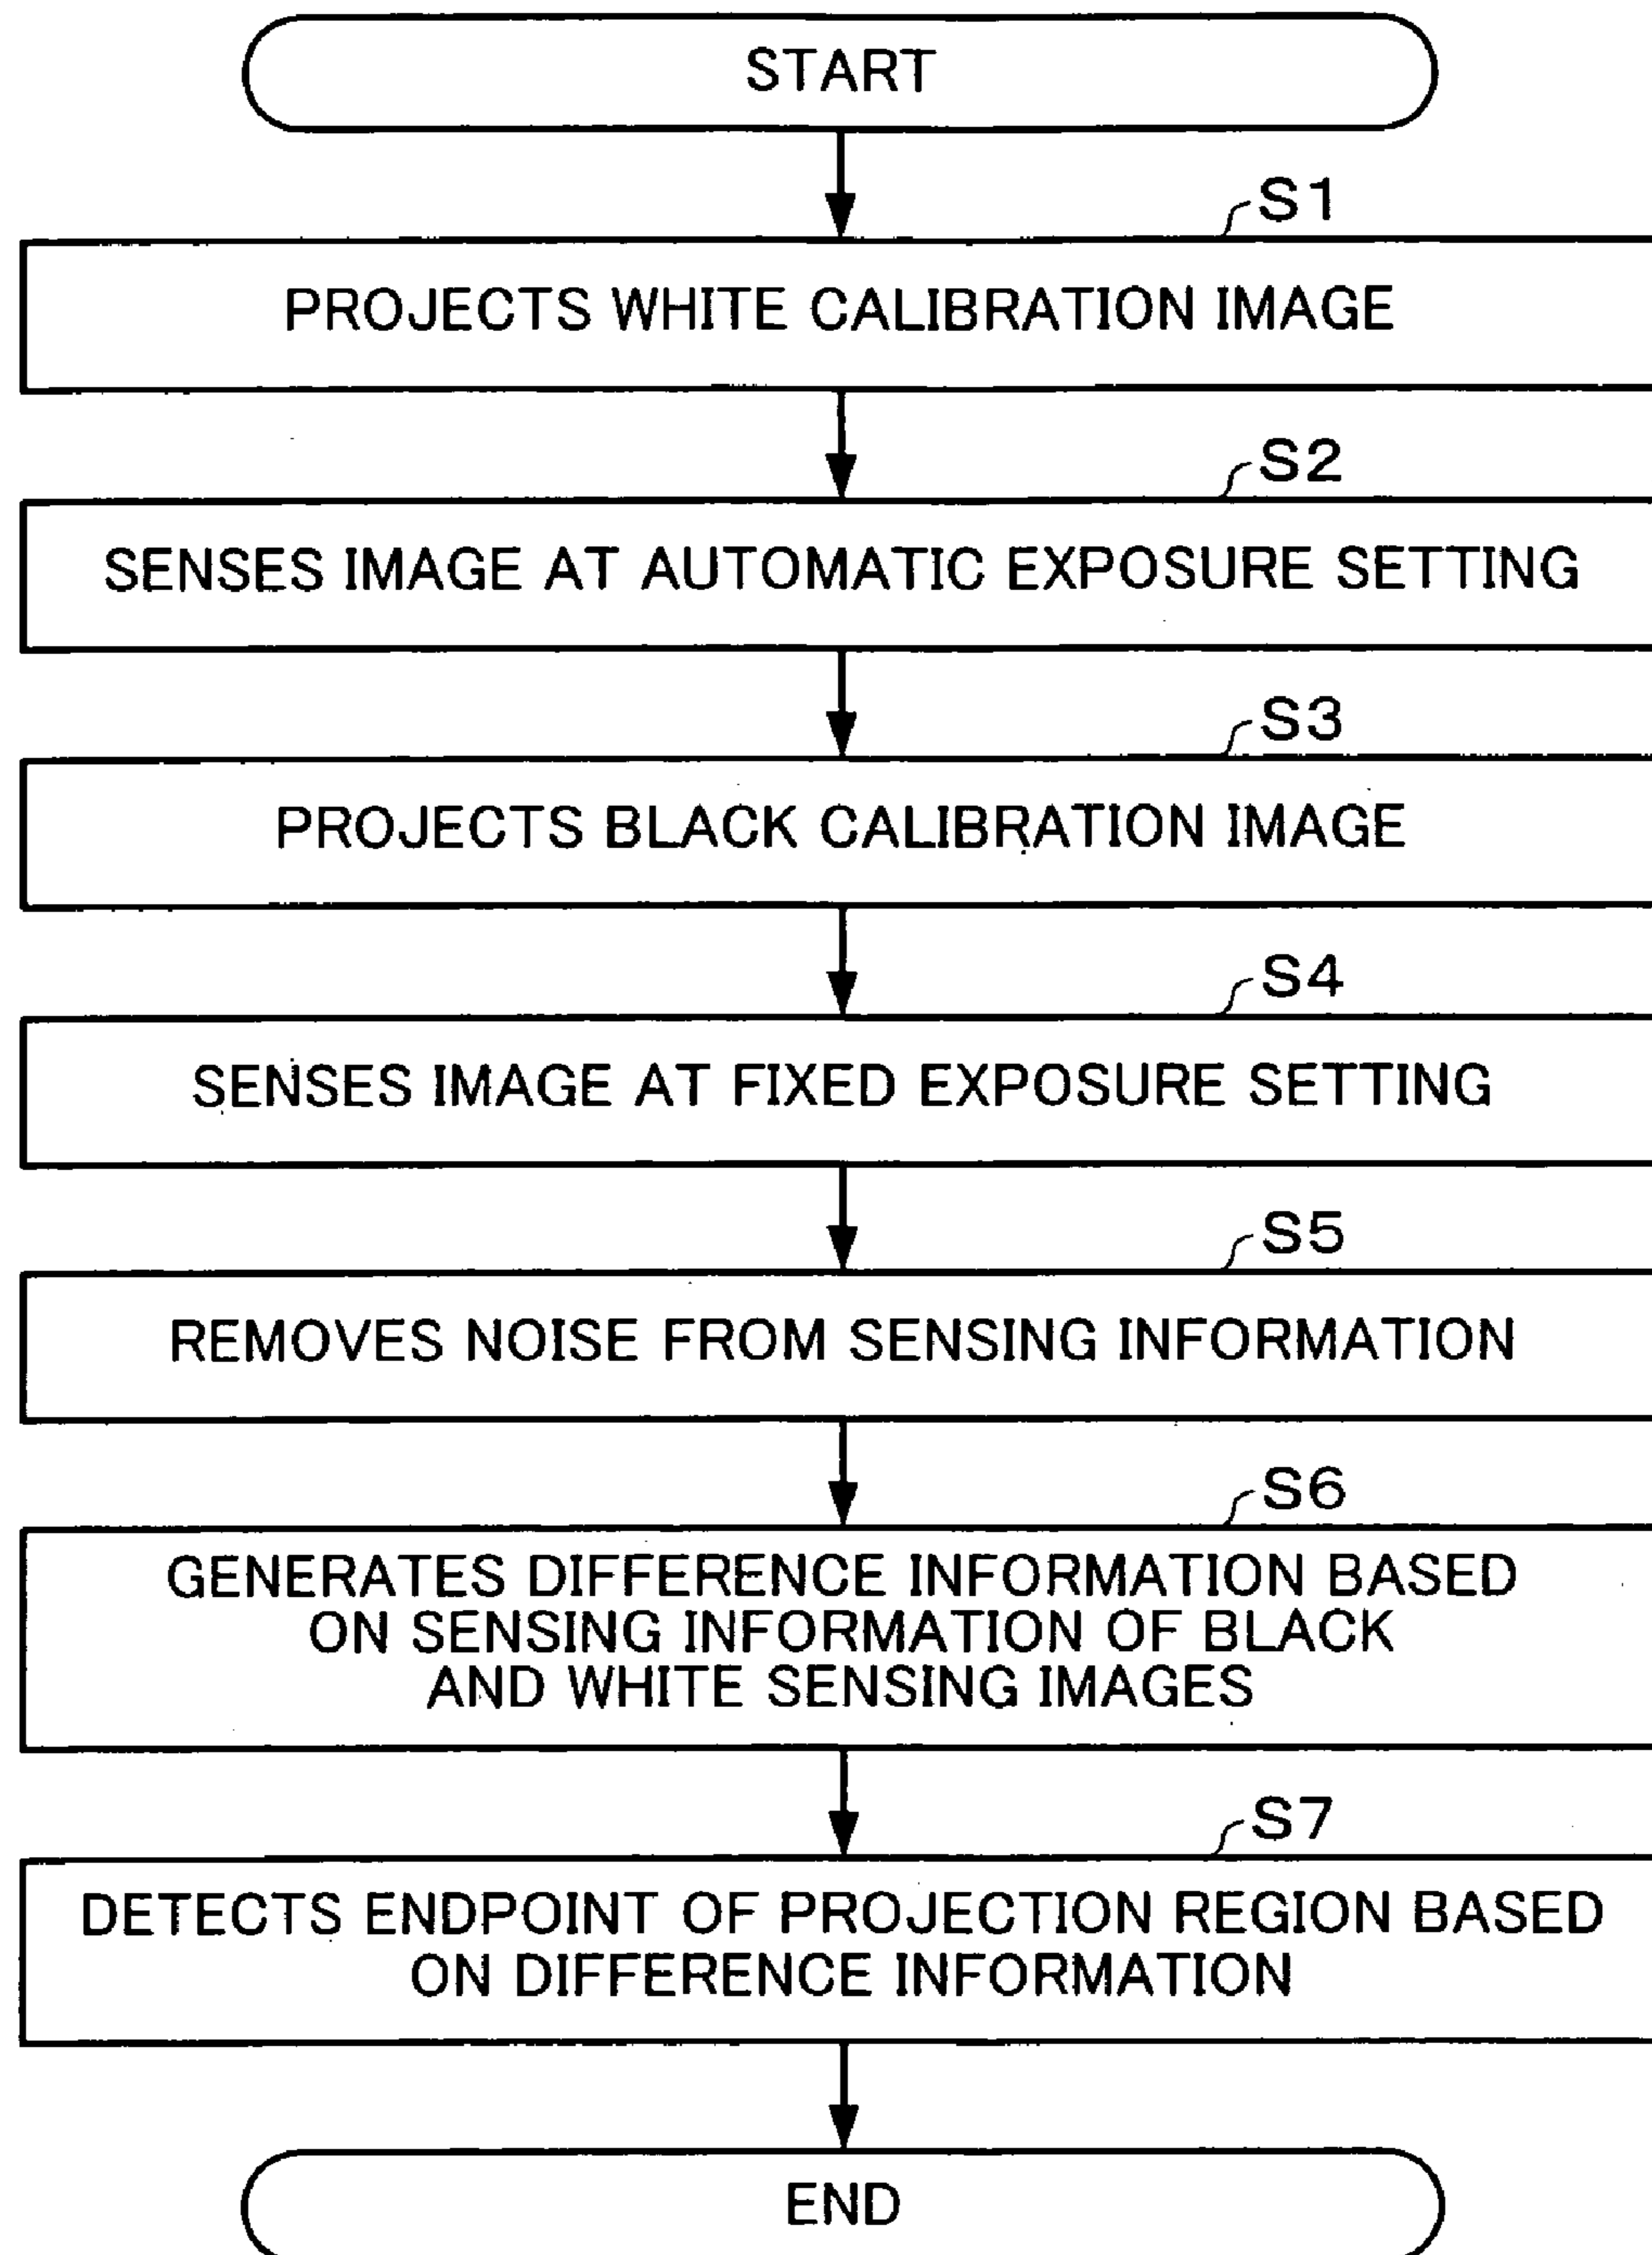 START
S1
PROJECTS WHITE CALIBRATION IMAGE
S2
SENSES IMAGE AT AUTOMATIC EXPOSURE SETTING
S3
PROJECTS BLACK CALIBRATION IMAGE
S4
SENSES IMAGE AT FIXED EXPOSURE SETTING
S5
REMOVES NOISE FROM SENSING INFORMATION
S6
GENERATES DIFFERENCE INFORMATION BASED
ON SENSING INFORMATION OF BLACK
AND WHITE SENSING IMAGES
S7
DETECTS ENDPOINT OF PROJECTION REGION BASED
ON DIFFERENCE INFORMATION
END